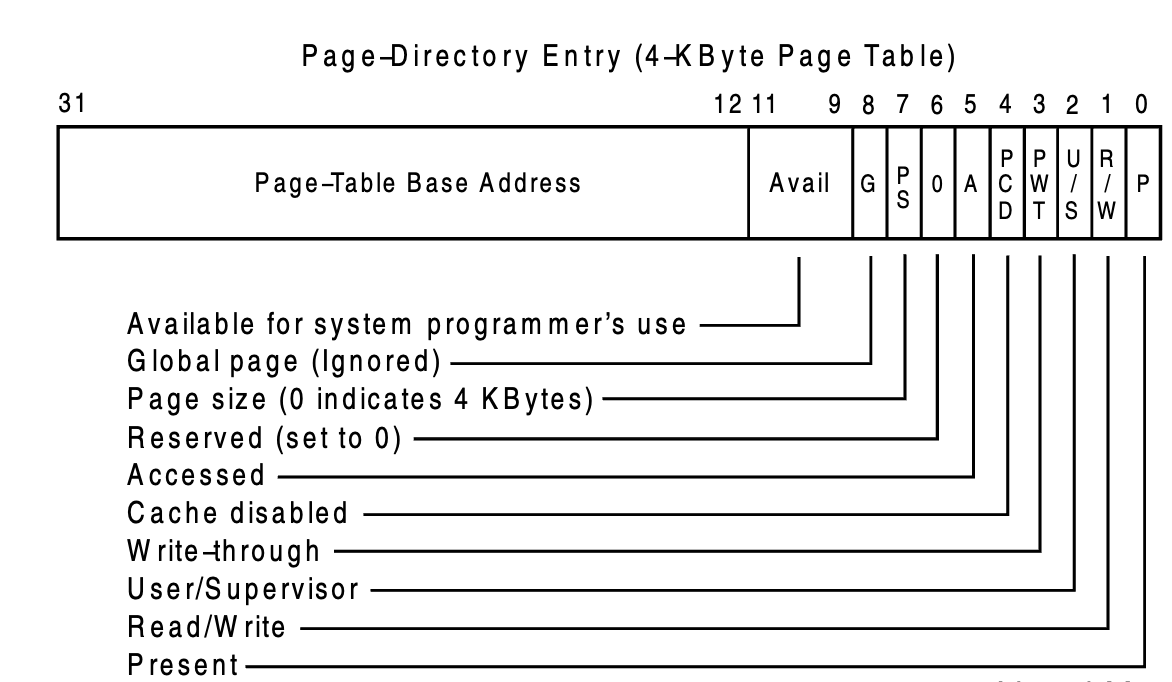 Page-Directory Entry (4-KByte Page Table)
31 12 11 9 8 7 6 5 4 3 2 1 0
Page-Table Base Address Avail G PS 0 A PCD PWT U/S R/W P
Available for system programmer's use
Global page (Ignored)
Page size (0 indicates 4 KBytes)
Reserved (set to 0)
Accessed
Cache disabled
Write-through
User/Supervisor
Read/Write
Present